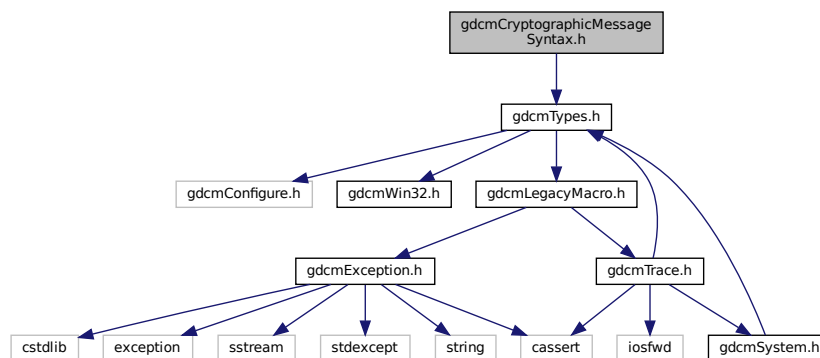 gdcmCryptographicMessage
Syntax.h
gdcmTypes.h
gdcmConfigure.h
gdcmWin32.h
gdcmLegacyMacro.h
gdcmException.h
gdcmTrace.h
cstdlib
exception
sstream
stdexcept
string
cassert
iosfwd
gdcmSystem.h